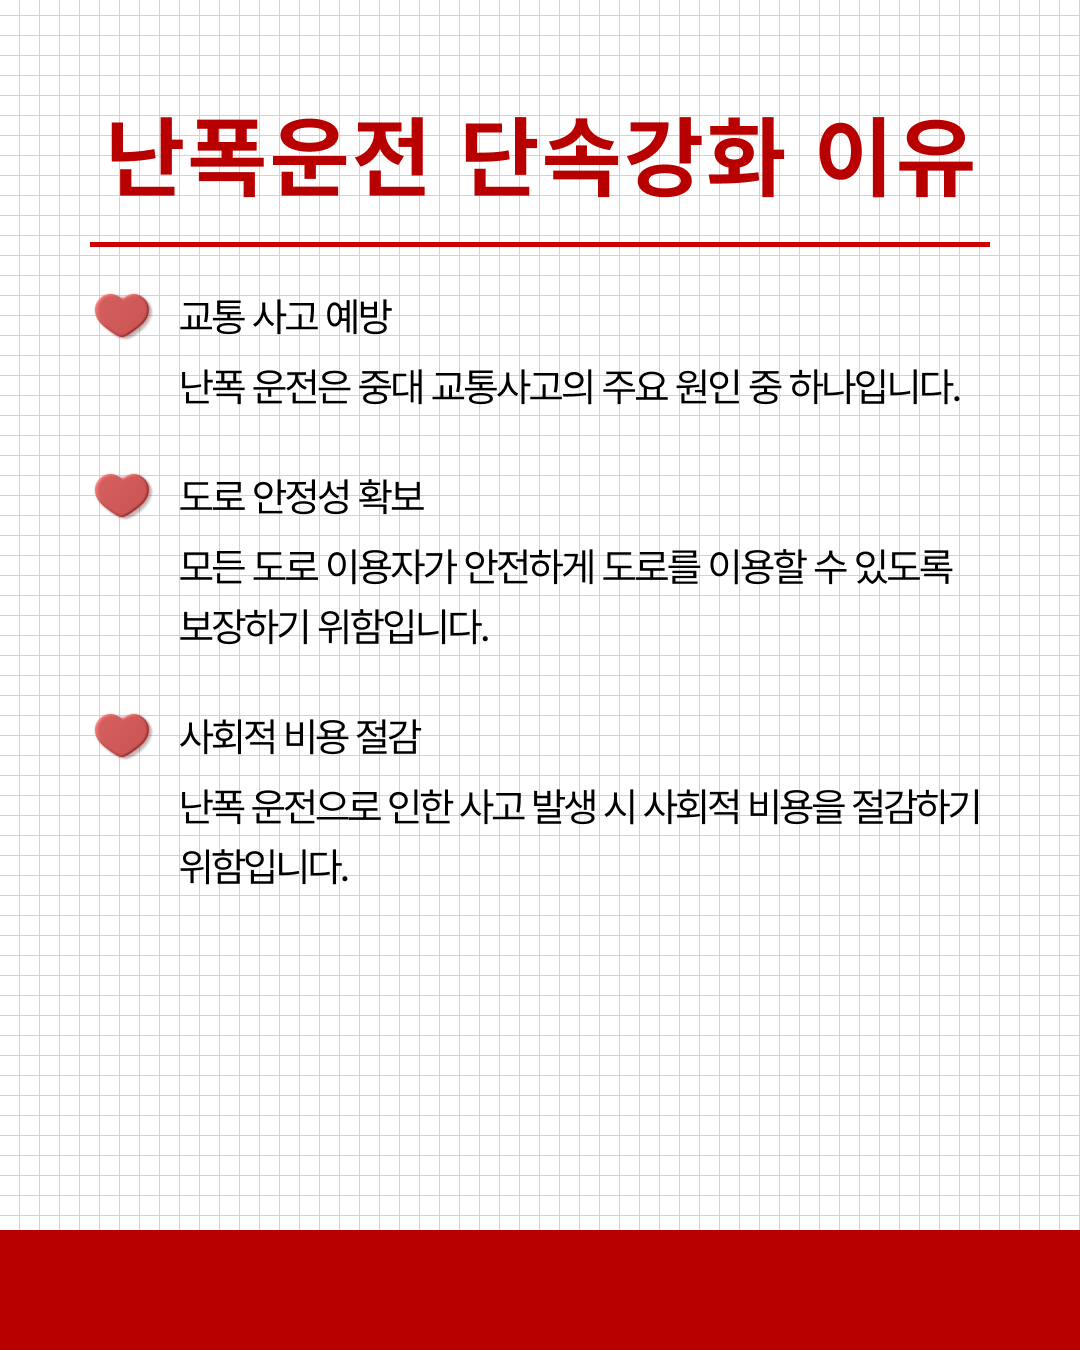 난폭운전 단속강화 이유
교통 사고 예방
난폭 운전은 중대 교통사고의 주요 원인 중 하나입니다.
도로 안정성 확보
모든 도로 이용자가 안전하게 도로를 이용할 수 있도록
보장하기 위함입니다.
사회적 비용 절감
난폭 운전으로 인한 사고 발생 시 사회적 비용을 절감하기
위함입니다.